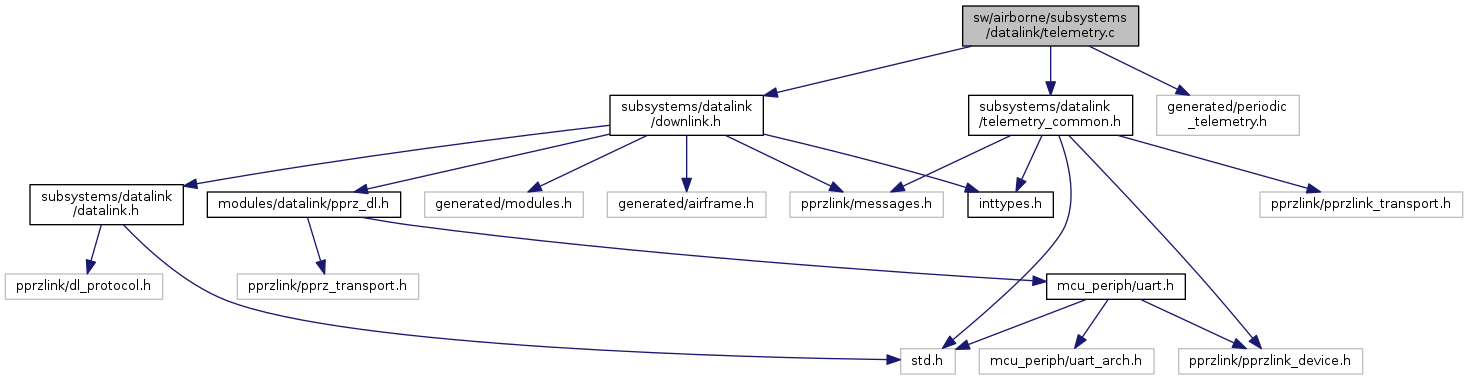 sw/airborne/subsystems
/datalink/telemetry.c
subsystems/datalink
/downlink.h
subsystems/datalink
/telemetry_common.h
generated/periodic
_telemetry.h
subsystems/datalink
/datalink.h
modules/datalink/pprz_dl.h
generated/modules.h
generated/airframe.h
pprzlink/messages.h
inttypes.h
pprzlink/pprzlink_transport.h
pprzlink/dl_protocol.h
pprzlink/pprz_transport.h
mcu_periph/uart.h
std.h
mcu_periph/uart_arch.h
pprzlink/pprzlink_device.h